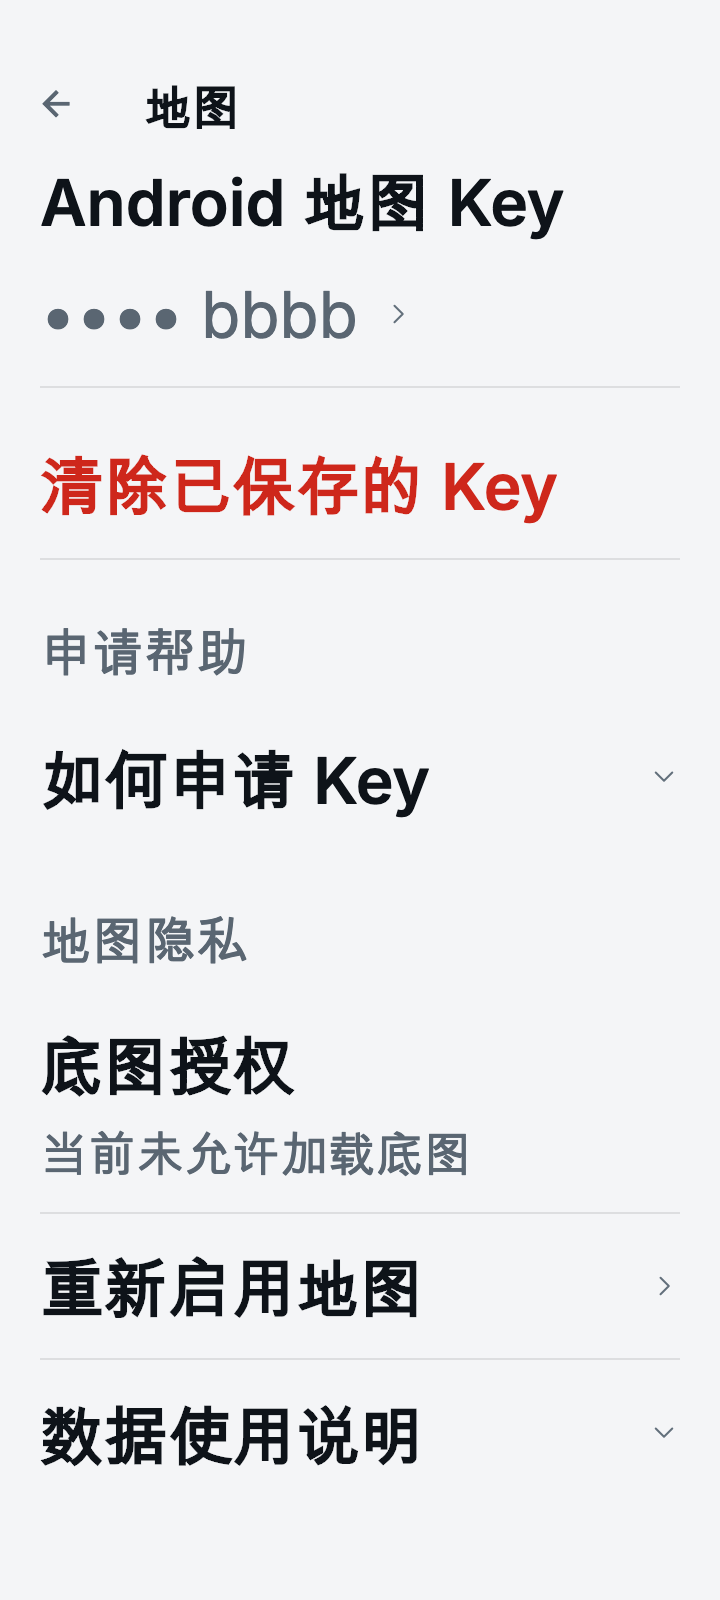 地图
Android 地图 Key
•••• bbbb
清除已保存的 Key
申请帮助
如何申请 Key
地图隐私
底图授权
当前未允许加载底图
重新启用地图
数据使用说明